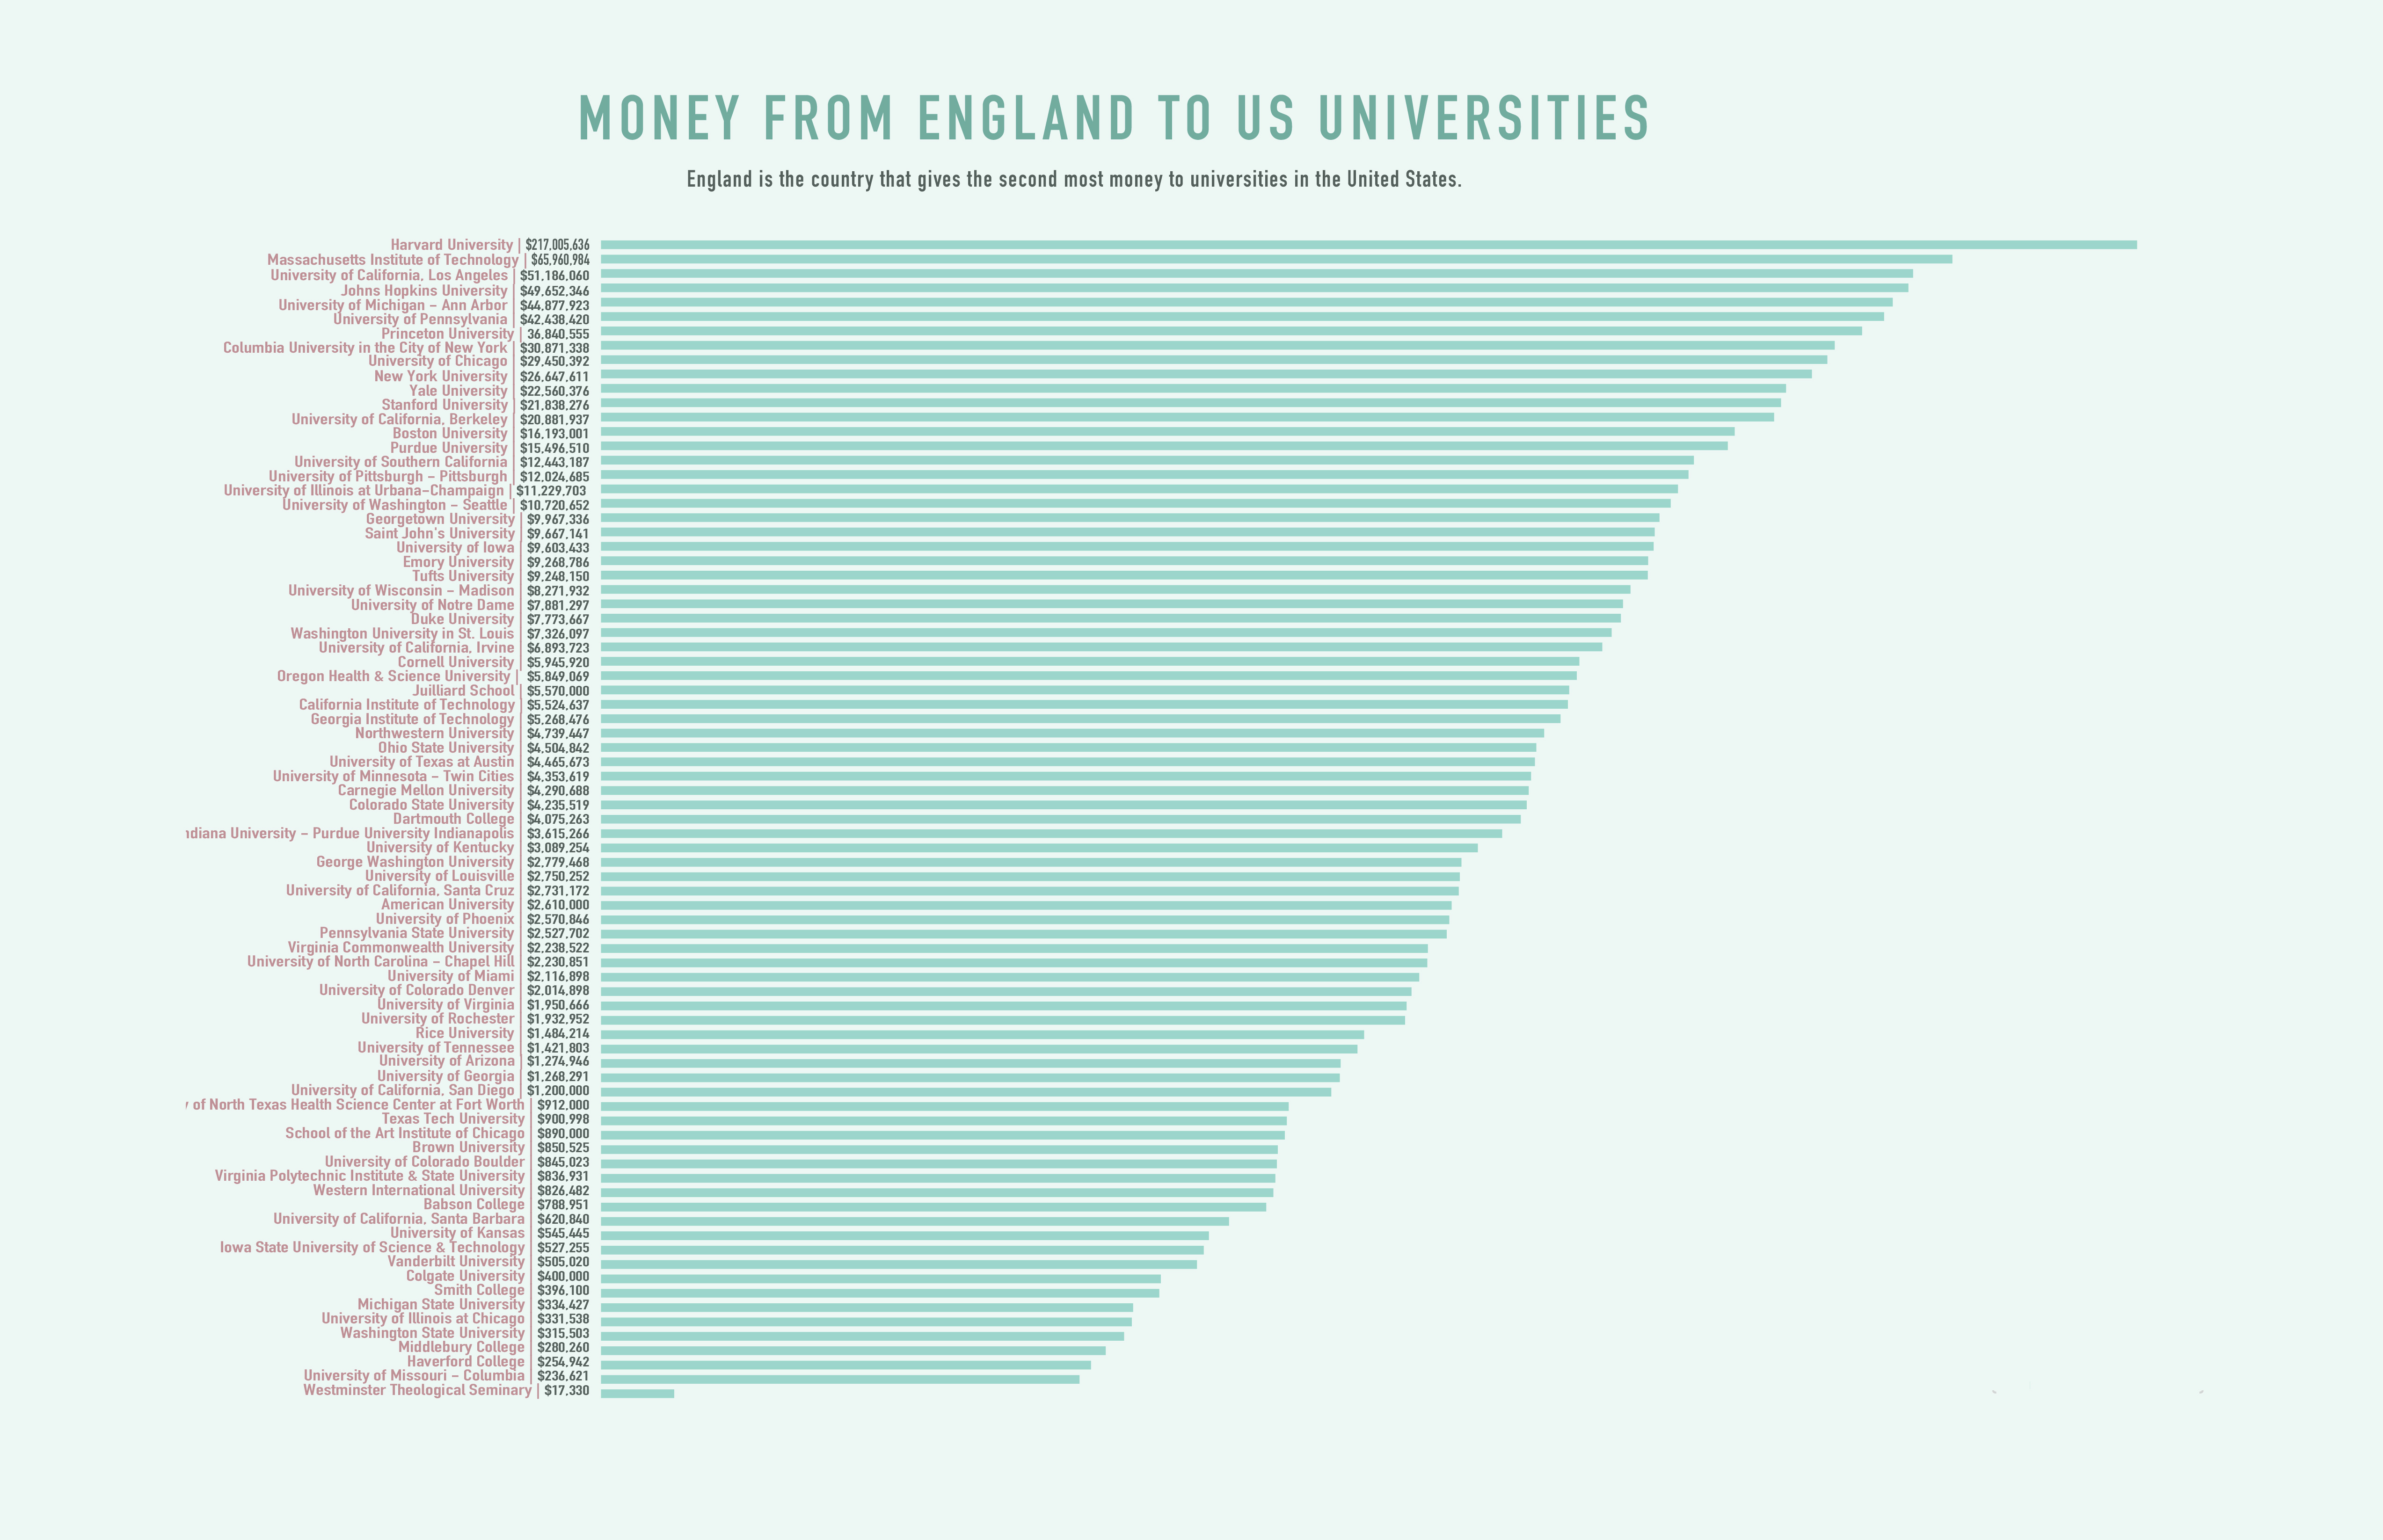 MONEY FROM ENGLAND TO US UNIVERSITIES
England is the country that gives the second most money to universities in the United States.
Harvard University | $217,005,636
Massachusetts Institute of Technology | $65,960,984
University of California, Los Angeles | $51,186,060
Johns Hopkins University | $49,652,346
University of Michigan – Ann Arbor | $44,877,923
University of Pennsylvania | $42,438,420
Princeton University | 36,840,555
Columbia University in the City of New York | $30,871,338
University of Chicago | $29,450,392
New York University | $26,647,611
Yale University | $22,560,376
Stanford University | $21,838,276
University of California, Berkeley | $20,881,937
Boston University | $16,193,001
Purdue University | $15,496,510
University of Southern California | $12,443,187
University of Pittsburgh – Pittsburgh | $12,024,685
University of Illinois at Urbana–Champaign | $11,229,703
University of Washington – Seattle | $10,720,652
Georgetown University | $9,967,336
Saint John's University | $9,667,141
University of Iowa | $9,603,433
Emory University | $9,268,786
Tufts University | $9,248,150
University of Wisconsin – Madison | $8,271,932
University of Notre Dame | $7,881,297
Duke University | $7,773,667
Washington University in St. Louis | $7,326,097
University of California, Irvine | $6,893,723
Cornell University | $5,945,920
Oregon Health & Science University | $5,849,069
Juilliard School | $5,570,000
California Institute of Technology | $5,524,637
Georgia Institute of Technology | $5,268,476
Northwestern University | $4,739,447
Ohio State University | $4,504,842
University of Texas at Austin | $4,465,673
University of Minnesota – Twin Cities | $4,353,619
Carnegie Mellon University | $4,290,688
Colorado State University | $4,235,519
Dartmouth College | $4,075,263
ndiana University – Purdue University Indianapolis | $3,615,266
University of Kentucky | $3,089,254
George Washington University | $2,779,468
University of Louisville | $2,750,252
University of California, Santa Cruz | $2,731,172
American University | $2,610,000
University of Phoenix | $2,570,846
Pennsylvania State University | $2,527,702
Virginia Commonwealth University | $2,238,522
University of North Carolina – Chapel Hill | $2,230,851
University of Miami | $2,116,898
University of Colorado Denver | $2,014,898
University of Virginia | $1,950,666
University of Rochester | $1,932,952
Rice University | $1,484,214
University of Tennessee | $1,421,803
University of Arizona | $1,274,946
University of Georgia | $1,268,291
University of California, San Diego | $1,200,000
of North Texas Health Science Center at Fort Worth | $912,000
Texas Tech University | $900,998
School of the Art Institute of Chicago | $890,000
Brown University | $850,525
University of Colorado Boulder | $845,023
Virginia Polytechnic Institute & State University | $836,931
Western International University | $826,482
Babson College | $788,951
University of California, Santa Barbara | $620,840
University of Kansas | $545,445
Iowa State University of Science & Technology | $527,255
Vanderbilt University | $505,020
Colgate University | $400,000
Smith College | $396,100
Michigan State University | $334,427
University of Illinois at Chicago | $331,538
Washington State University | $315,503
Middlebury College | $280,260
Haverford College | $254,942
University of Missouri – Columbia | $236,621
Westminster Theological Seminary | $17,330